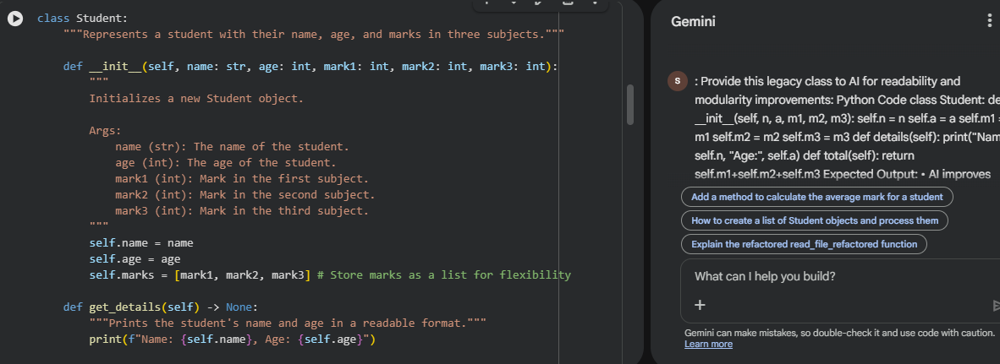 class Student:
"""Represents a student with their name, age, and marks in three subjects."""
def __init__(self, name: str, age: int, mark1: int, mark2: int, mark3: int):
"""
Initializes a new Student object.
Args:
name (str): The name of the student.
age (int): The age of the student.
mark1 (int): Mark in the first subject.
mark2 (int): Mark in the second subject.
mark3 (int): Mark in the third subject.
"""
self.name = name
self.age = age
self.marks = [mark1, mark2, mark3] # Store marks as a list for flexibility
def get_details(self) -> None:
"""Prints the student's name and age in a readable format."""
print(f"Name: {self.name}, Age: {self.age}")
Gemini
S
: Provide this legacy class to AI for readability and
modularity improvements: Python Code class Student: de
__init__(self, n, a, m1, m2, m3): self.n = n self.a = a self.m1 =
m1 self.m2 = m2 self.m3 = m3 def details(self): print("Nam
self.n, "Age:", self.a) def total(self): return
self.m1+self.m2+self.m3 Expected Output: • AI improves
Add a method to calculate the average mark for a student
How to create a list of Student objects and process them
Explain the refactored read_file_refactored function
What can I help you build?
+
Gemini can make mistakes, so double-check it and use code with caution.
Learn more